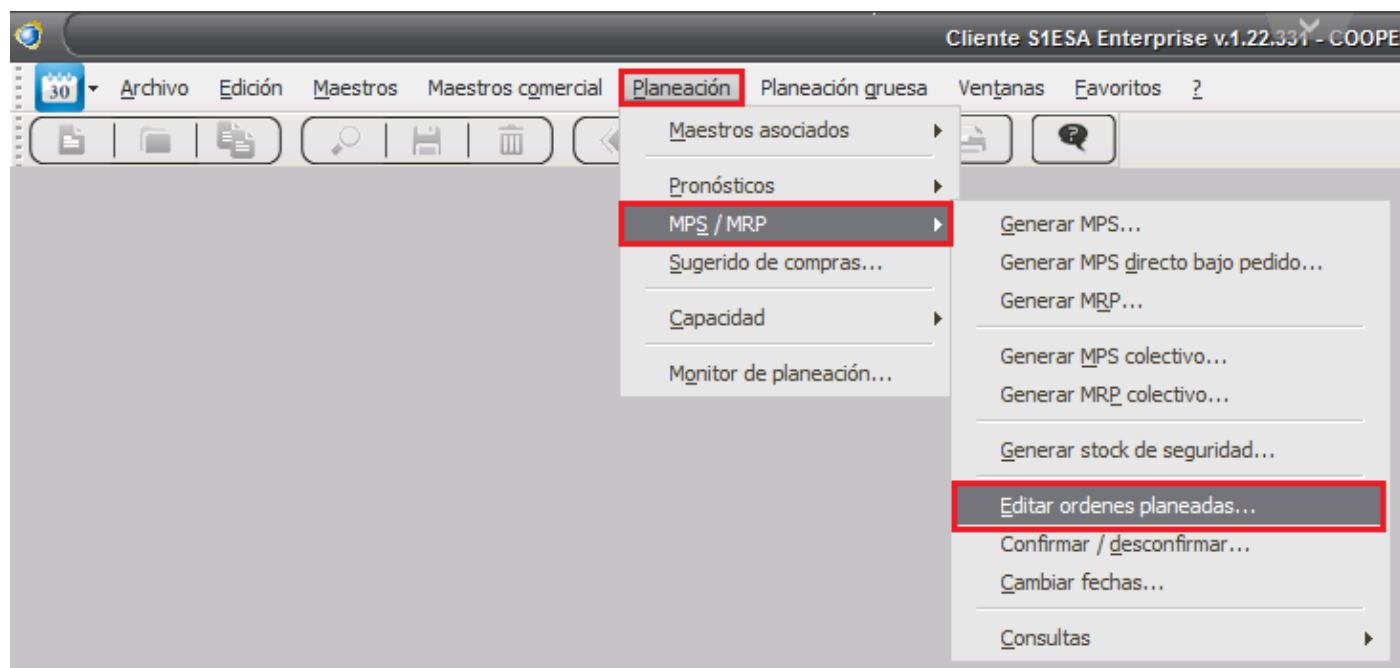 Cliente S1ESA Enterprise v.1.22.331 - COOPE
30 Archivo Edición Maestros Maestros comercial Planeación Planeación gruesa Ventanas Favoritos ?
Maestros asociados
Pronósticos
MPS / MRP
Sugerido de compras...
Capacidad
Monitor de planeación...
Generar MPS...
Generar MPS directo bajo pedido...
Generar MRP...
Generar MPS colectivo...
Generar MRP colectivo...
Generar stock de seguridad...
Editar ordenes planeadas...
Confirmar / desconfirmar...
Cambiar fechas...
Consultas